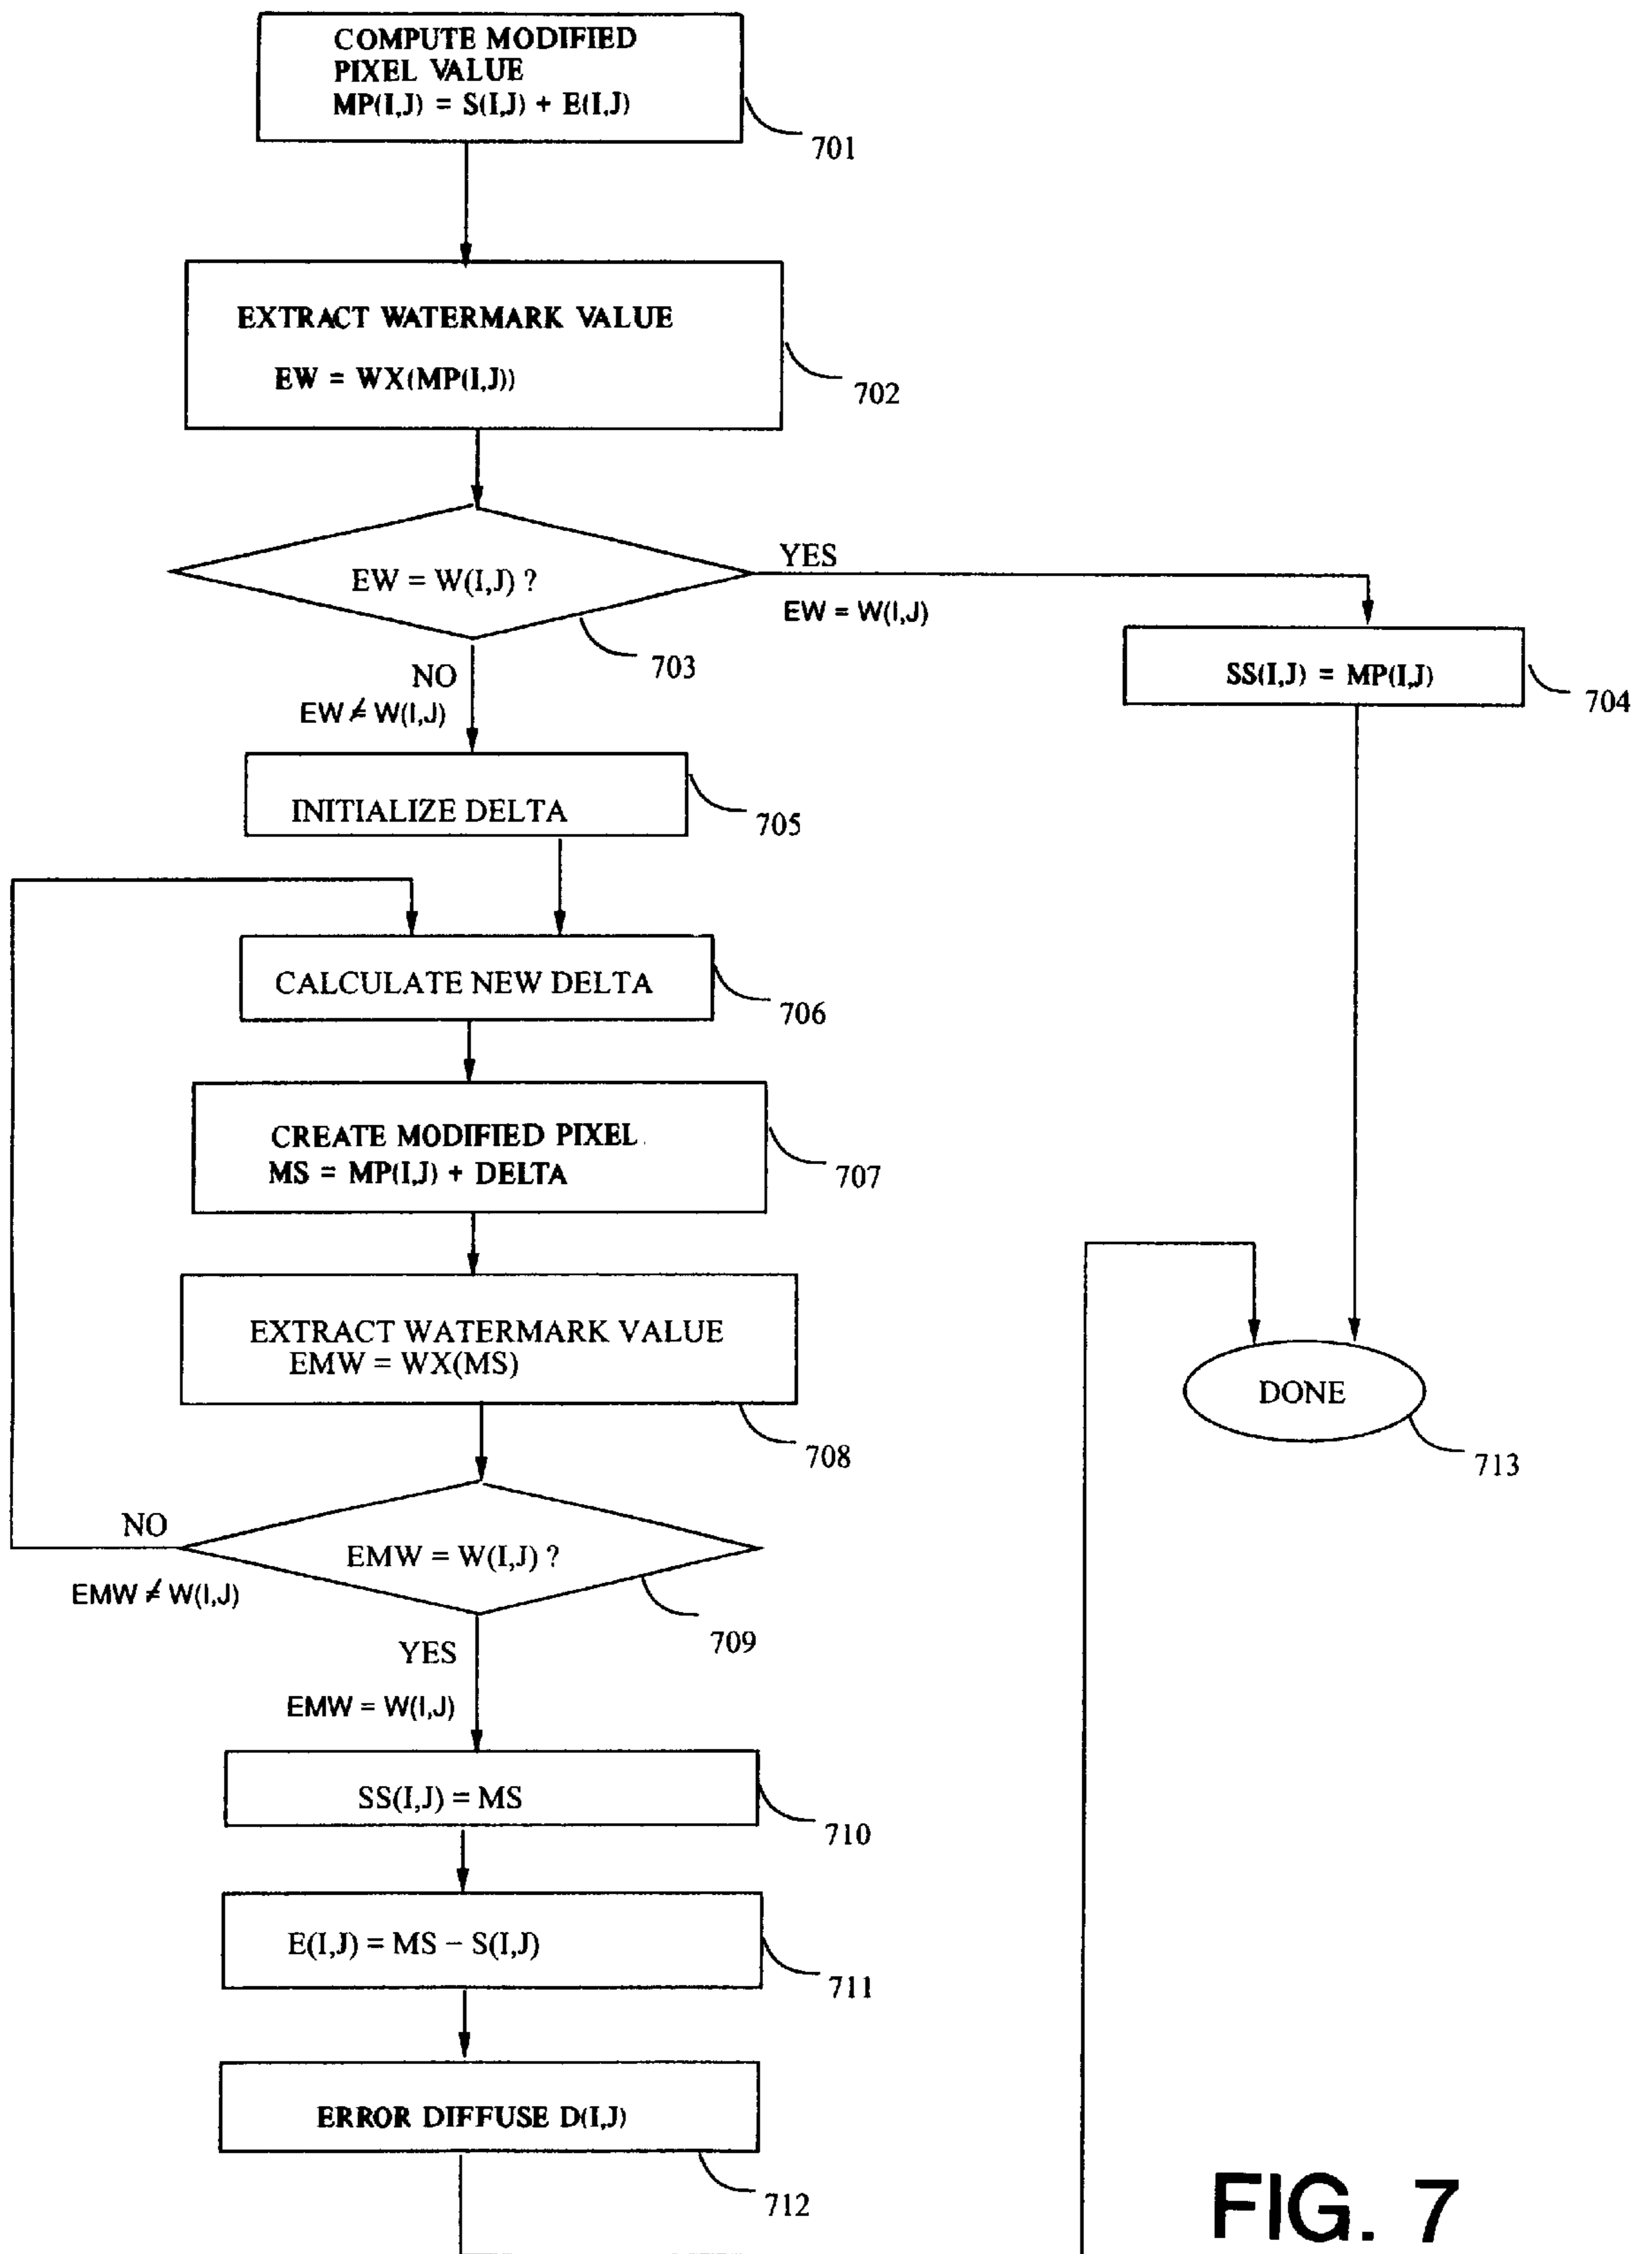 COMPUTE MODIFIED
PIXEL VALUE
MP(I,J) = S(I,J) + E(I,J)
701
EXTRACT WATERMARK VALUE
EW = WX(MP(I,J))
702
EW = W(I,J) ?
703
YES
EW = W(I,J)
SS(I,J) = MP(I,J)
704
NO
EW ≠ W(I,J)
INITIALIZE DELTA
705
CALCULATE NEW DELTA
706
CREATE MODIFIED PIXEL
MS = MP(I,J) + DELTA
707
EXTRACT WATERMARK VALUE
EMW = WX(MS)
708
DONE
713
NO
EMW ≠ W(I,J)
EMW = W(I,J) ?
709
YES
EMW = W(I,J)
SS(I,J) = MS
710
E(I,J) = MS – S(I,J)
711
ERROR DIFFUSE D(I,J)
712
FIG. 7